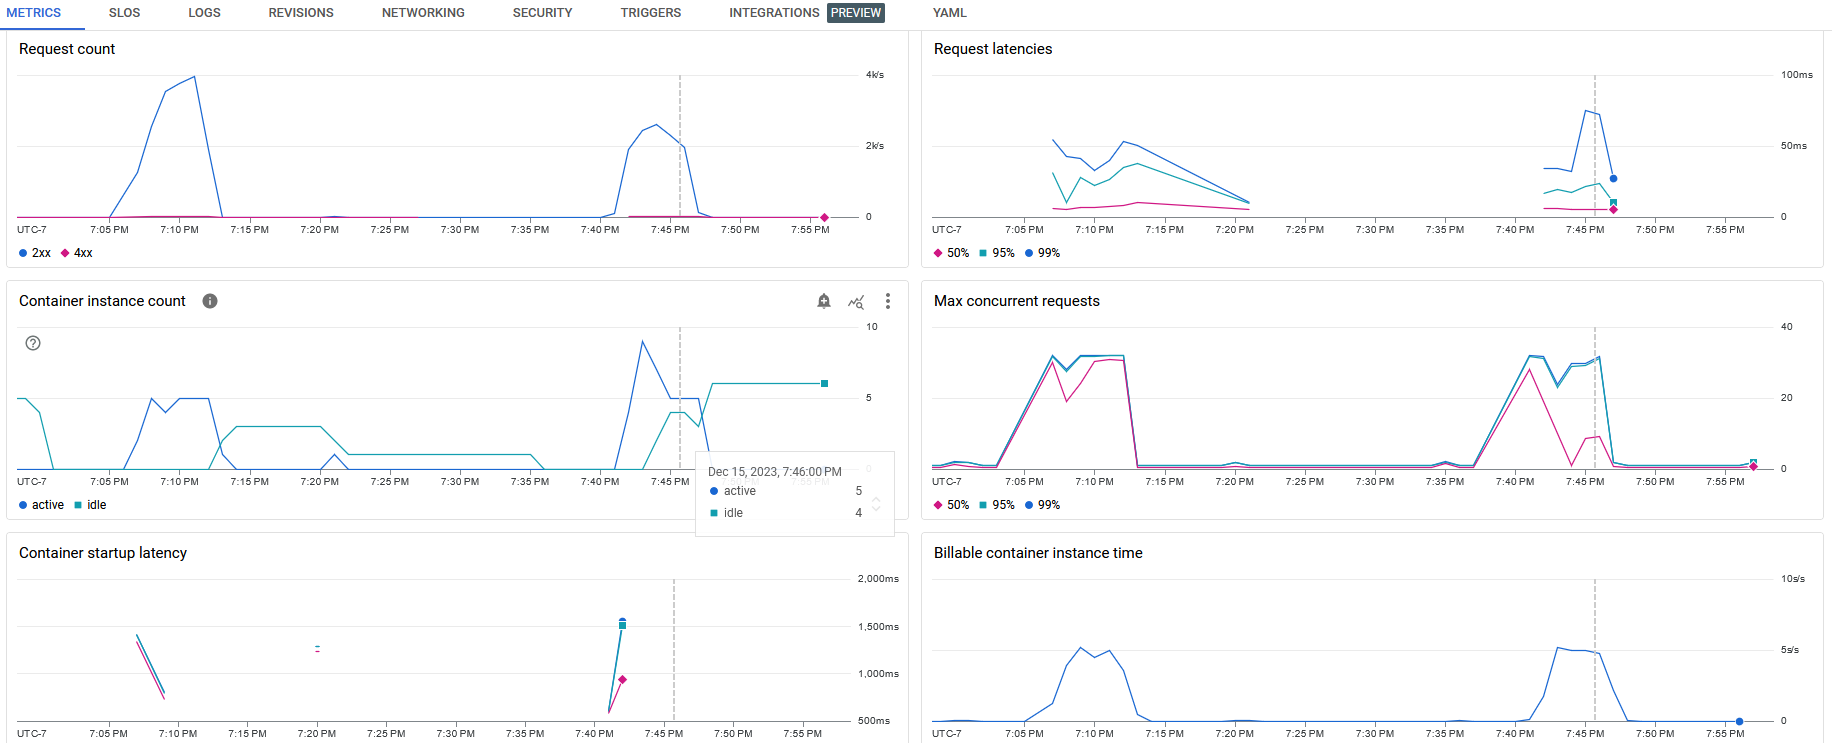 METRICS SLOS LOGS REVISIONS NETWORKING SECURITY TRIGGERS INTEGRATIONS PREVIEW YAML
Request count
4k/s
2k/s
0
UTC-7 7:05 PM 7:10 PM 7:15 PM 7:20 PM 7:25 PM 7:30 PM 7:35 PM 7:40 PM 7:45 PM 7:50 PM 7:55 PM
2xx 4xx
Request latencies
100ms
50ms
0
UTC-7 7:05 PM 7:10 PM 7:15 PM 7:20 PM 7:25 PM 7:30 PM 7:35 PM 7:40 PM 7:45 PM 7:50 PM 7:55 PM
50% 95% 99%
Container instance count
10
5
0
UTC-7 7:05 PM 7:10 PM 7:15 PM 7:20 PM 7:25 PM 7:30 PM 7:35 PM 7:40 PM 7:45 PM 7:50 PM 7:55 PM
active idle
Dec 15, 2023, 7:46:00 PM
active 5
idle 4
Max concurrent requests
40
20
0
UTC-7 7:05 PM 7:10 PM 7:15 PM 7:20 PM 7:25 PM 7:30 PM 7:35 PM 7:40 PM 7:45 PM 7:50 PM 7:55 PM
50% 95% 99%
Container startup latency
2,000ms
1,500ms
1,000ms
500ms
UTC-7 7:05 PM 7:10 PM 7:15 PM 7:20 PM 7:25 PM 7:30 PM 7:35 PM 7:40 PM 7:45 PM 7:50 PM 7:55 PM
Billable container instance time
10s/s
5s/s
0
UTC-7 7:05 PM 7:10 PM 7:15 PM 7:20 PM 7:25 PM 7:30 PM 7:35 PM 7:40 PM 7:45 PM 7:50 PM 7:55 PM